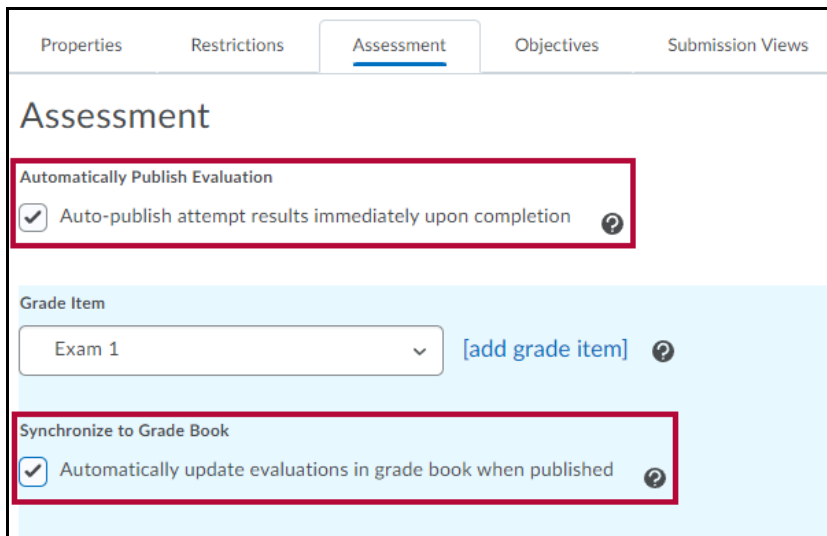 Properties Restrictions Assessment Objectives Submission Views
Assessment
Automatically Publish Evaluation
Auto-publish attempt results immediately upon completion ?
Grade Item
Exam 1 [add grade item] ?
Synchronize to Grade Book
Automatically update evaluations in grade book when published ?